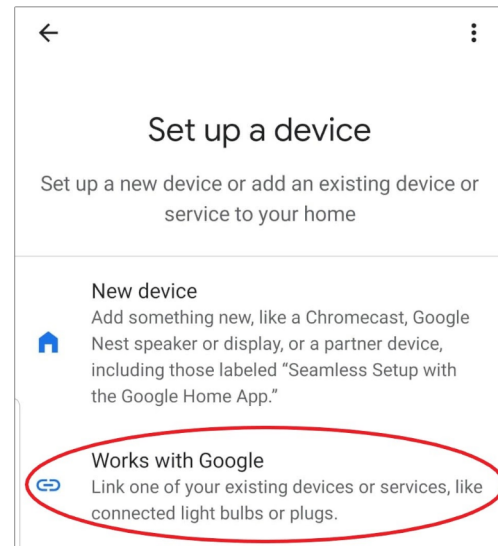 Set up a device
Set up a new device or add an existing device or
service to your home
New device
Add something new, like a Chromecast, Google
Nest speaker or display, or a partner device,
including those labeled “Seamless Setup with
the Google Home App.”
Works with Google
Link one of your existing devices or services, like
connected light bulbs or plugs.